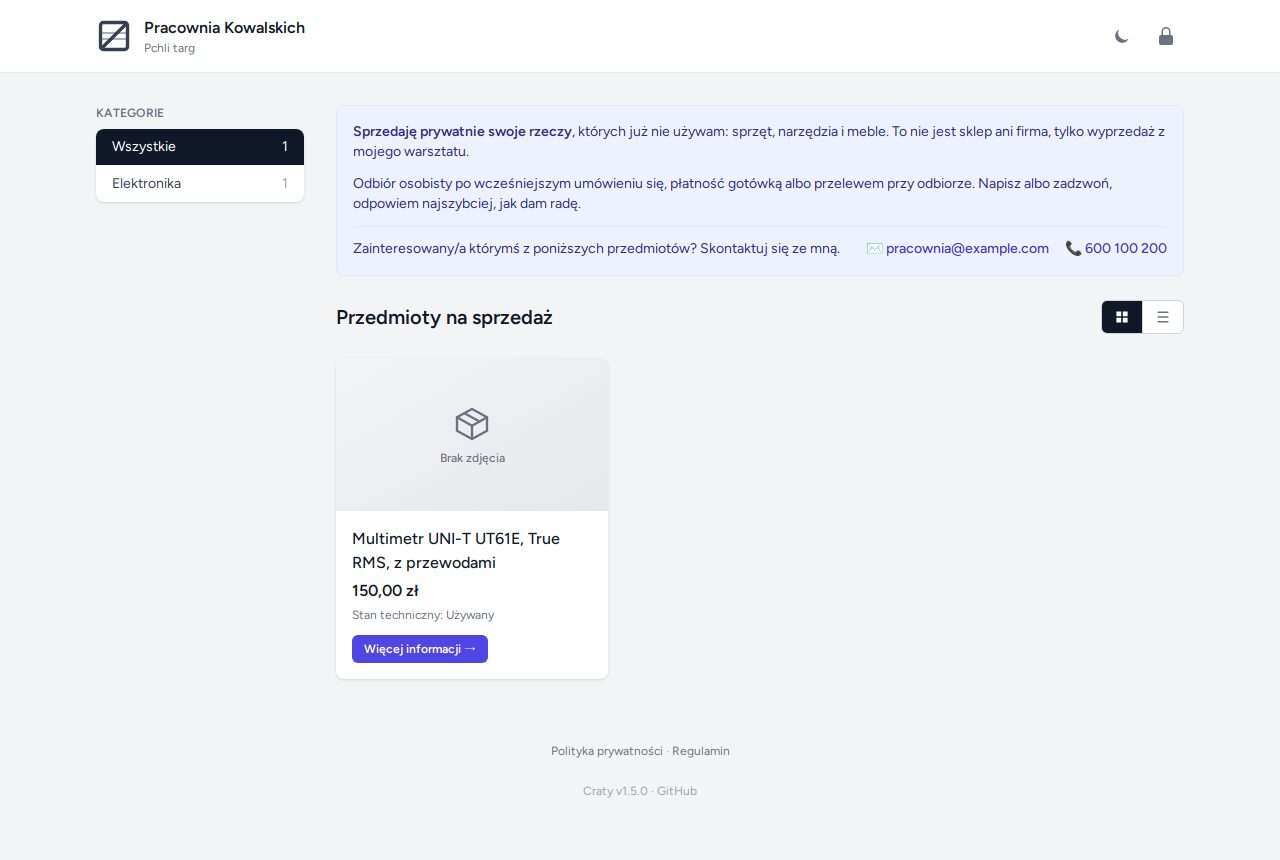 Pracownia Kowalskich
Pchli targ
KATEGORIE
Wszystkie 1
Elektronika 1
Sprzedaję prywatnie swoje rzeczy, których już nie używam: sprzęt, narzędzia i meble. To nie jest sklep ani firma, tylko wyprzedaż z
mojego warsztatu.
Odbiór osobisty po wcześniejszym umówieniu się, płatność gotówką albo przelewem przy odbiorze. Napisz albo zadzwoń,
odpowiem najszybciej, jak dam radę.
Zainteresowany/a którymś z poniższych przedmiotów? Skontaktuj się ze mną. ✉️ pracownia@example.com 📞 600 100 200
Przedmioty na sprzedaż
Brak zdjęcia
Multimetr UNI-T UT61E, True
RMS, z przewodami
150,00 zł
Stan techniczny: Używany
Więcej informacji →
Polityka prywatności · Regulamin
Craty v1.5.0 · GitHub